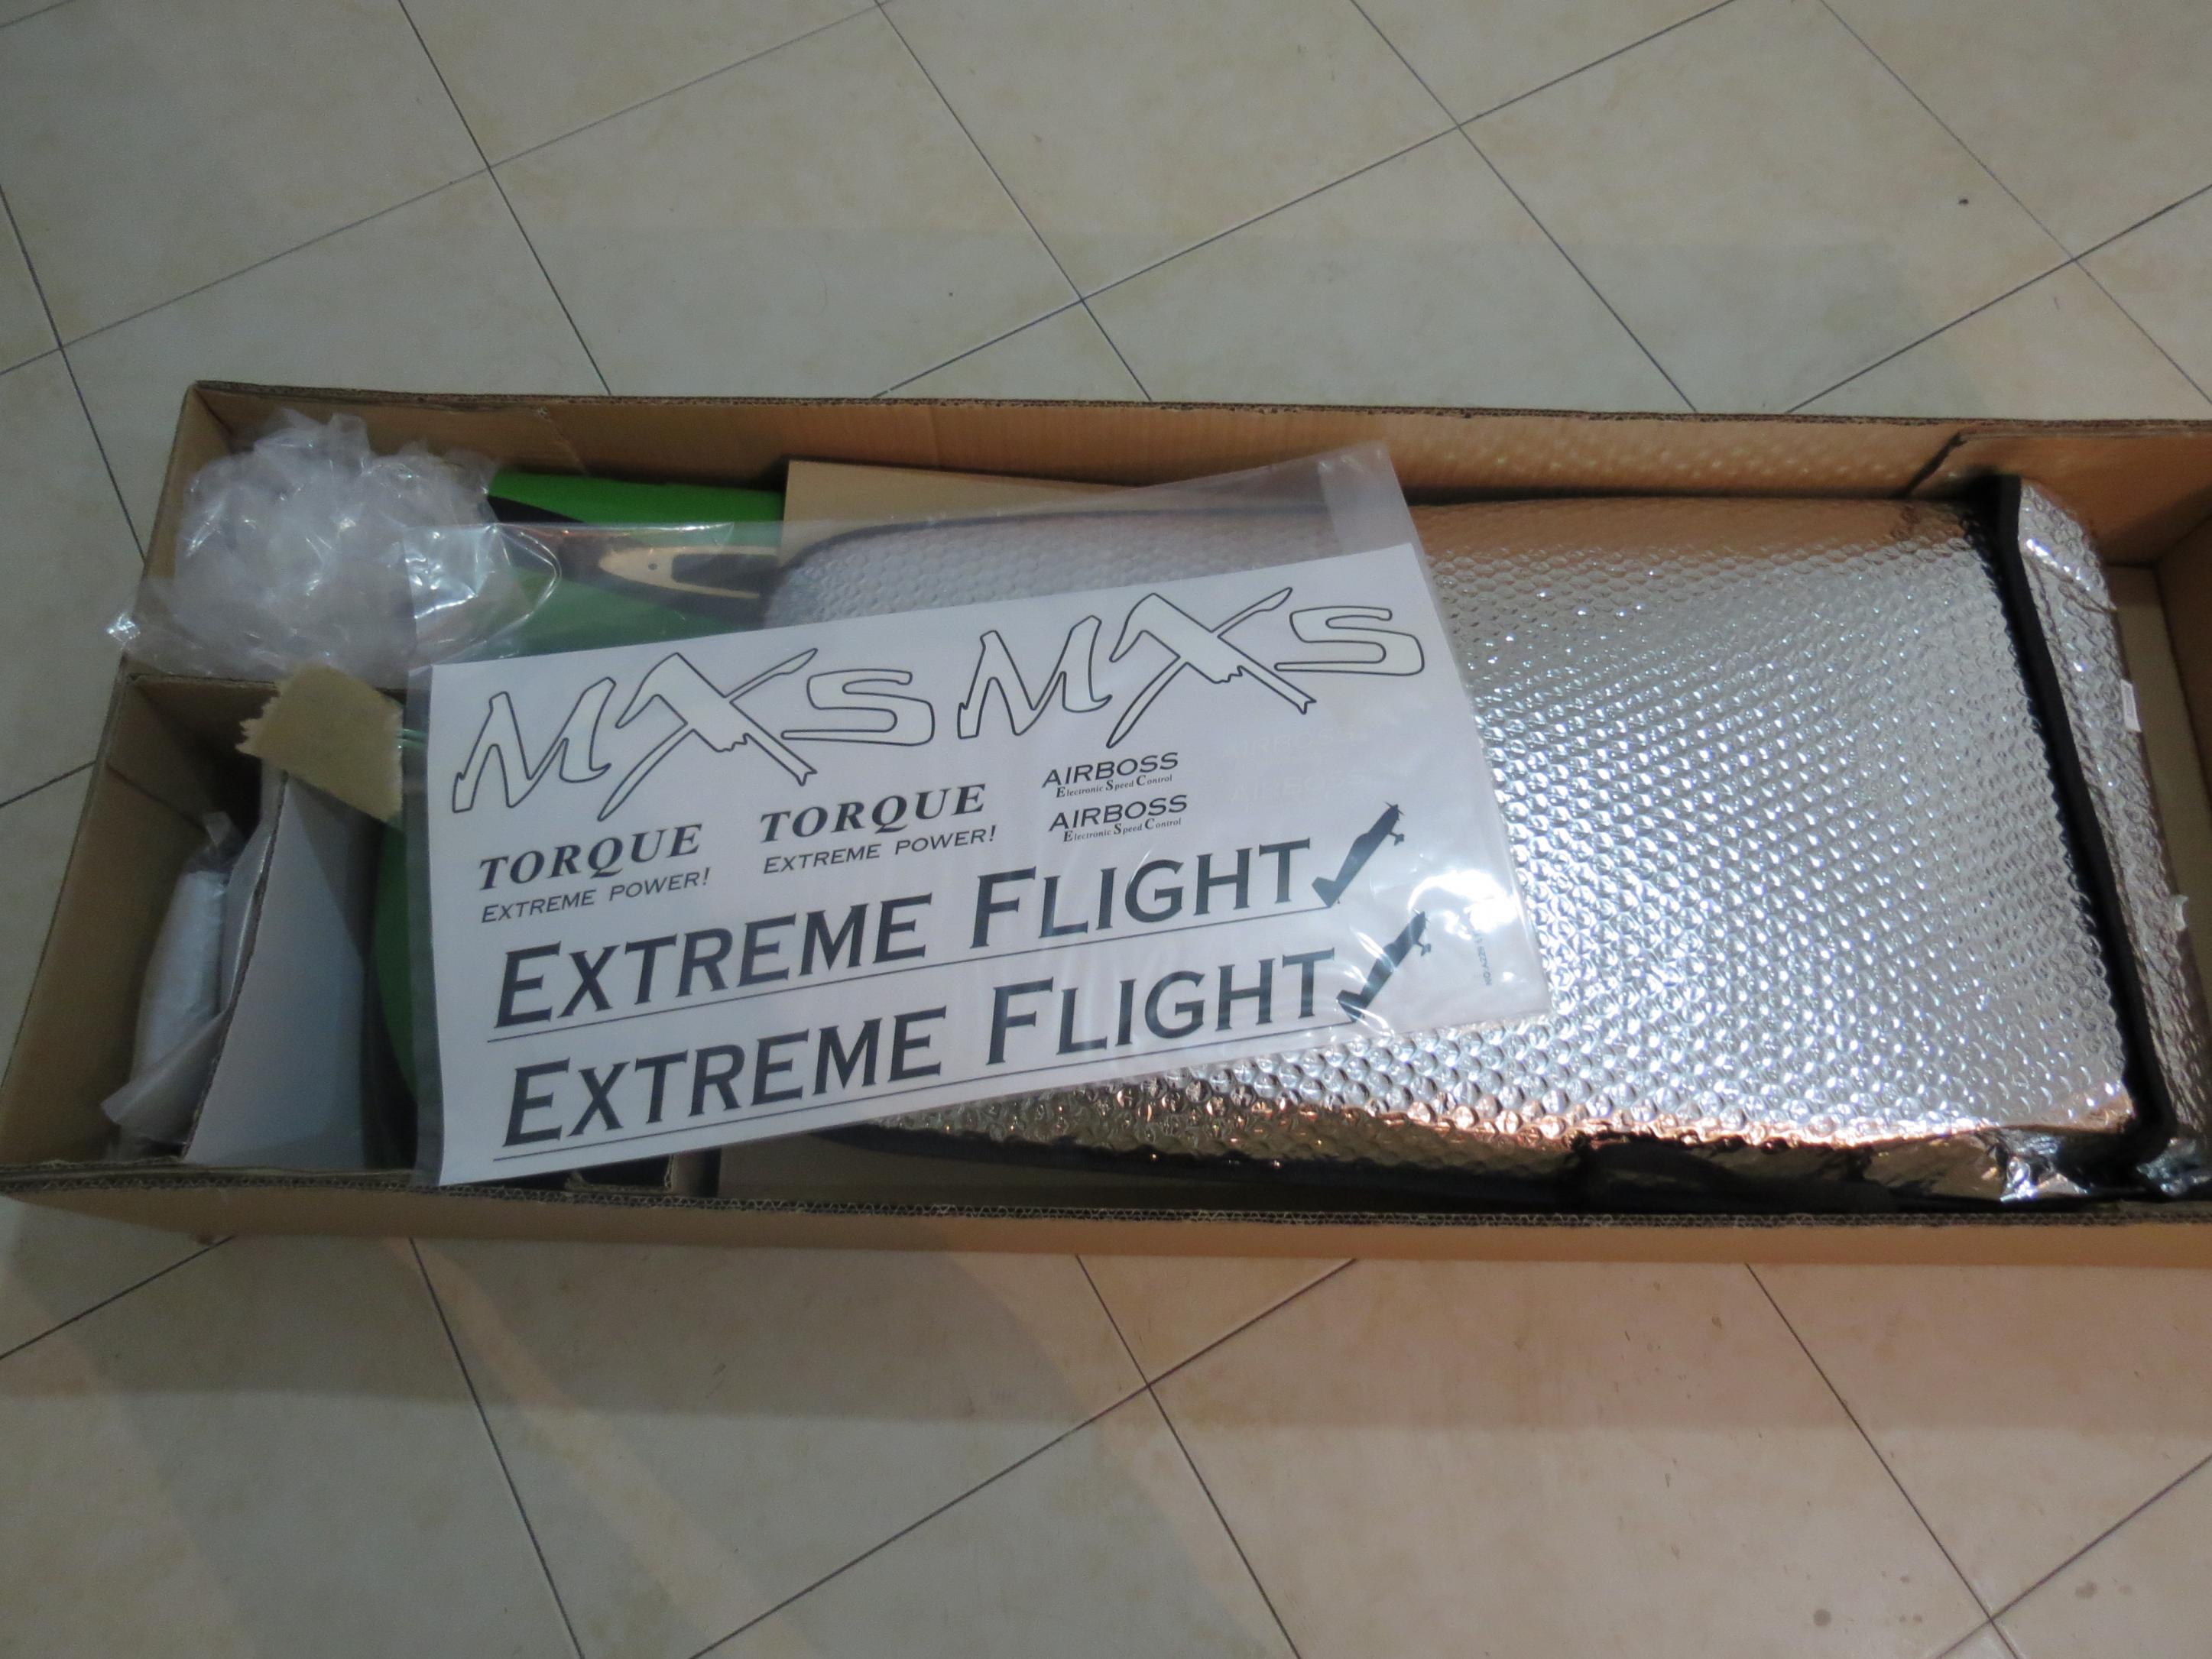 MXS MXS
TORQUE
EXTREME POWER!
TORQUE
EXTREME POWER!
AIRBOSS
Electronic Speed Control
AIRBOSS
Electronic Speed Control
AIRBOSS
EXTREME FLIGHT
EXTREME FLIGHT